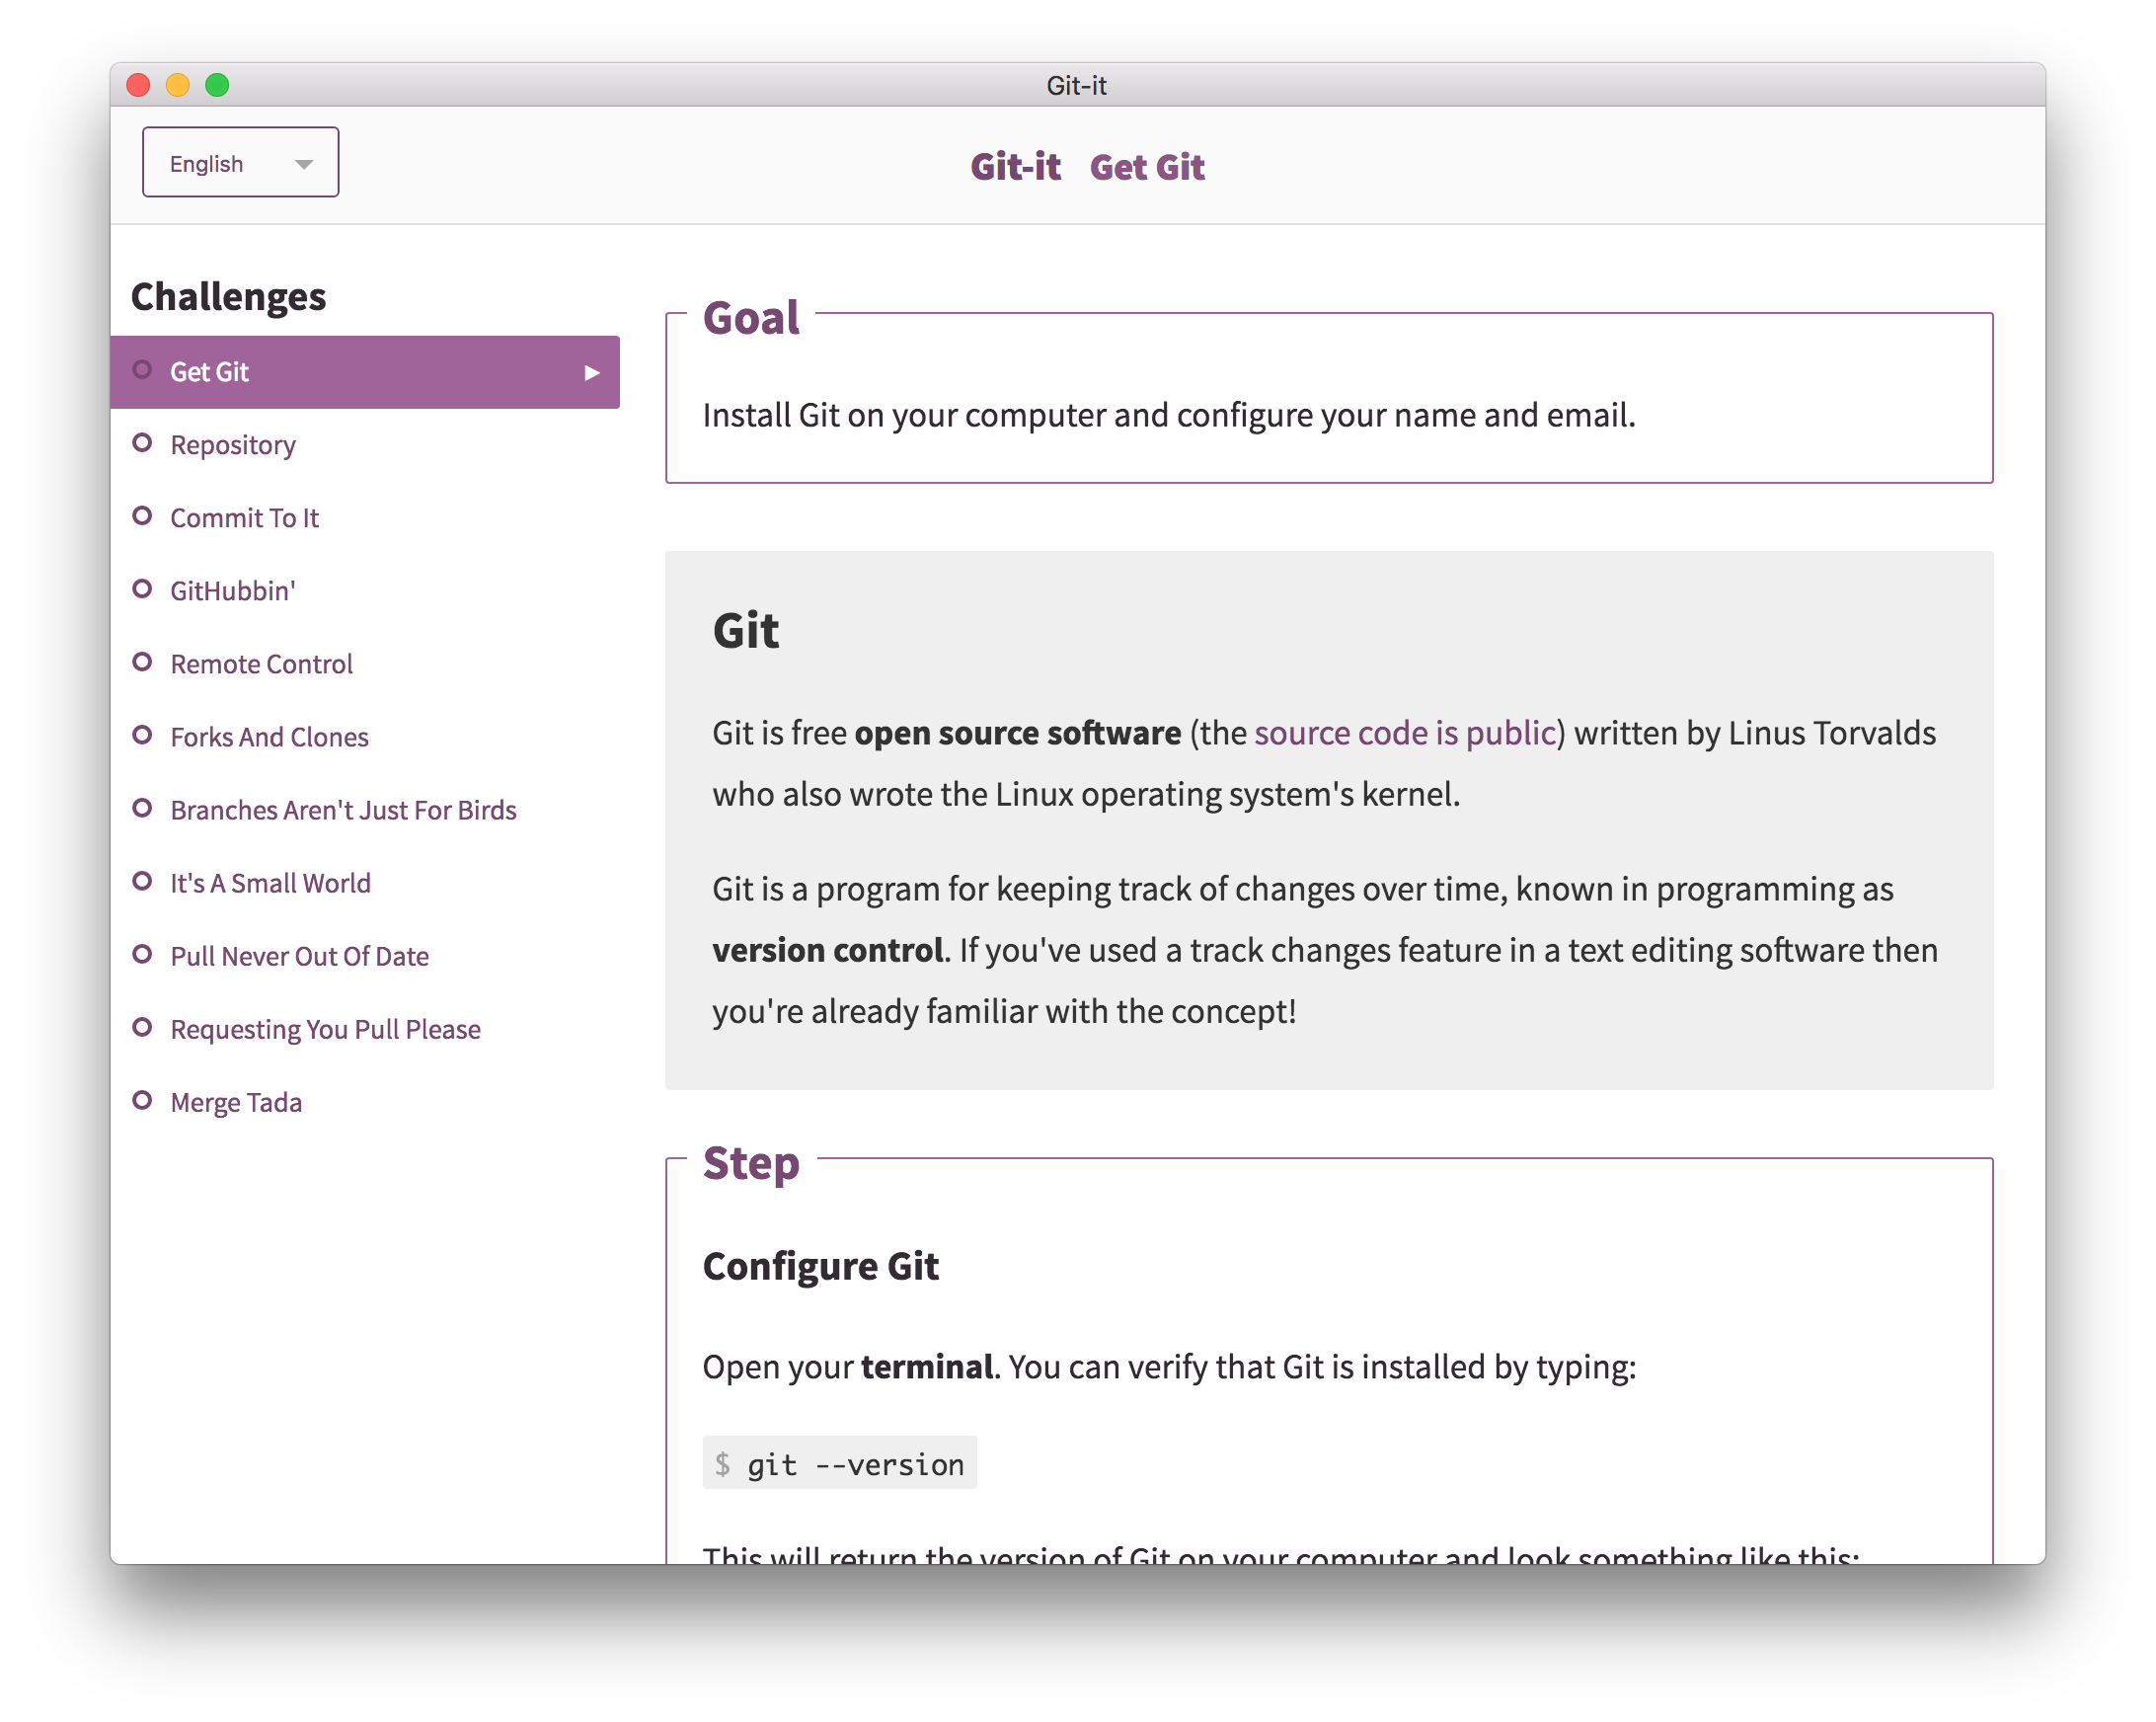 Git-it
English
Git-it Get Git
Challenges
Get Git
Repository
Commit To It
GitHubbin'
Remote Control
Forks And Clones
Branches Aren't Just For Birds
It's A Small World
Pull Never Out Of Date
Requesting You Pull Please
Merge Tada
Goal
Install Git on your computer and configure your name and email.
Git
Git is free open source software (the source code is public) written by Linus Torvalds
who also wrote the Linux operating system's kernel.
Git is a program for keeping track of changes over time, known in programming as
version control. If you've used a track changes feature in a text editing software then
you're already familiar with the concept!
Step
Configure Git
Open your terminal. You can verify that Git is installed by typing:
$ git --version
This will return the version of Git on your computer and look something like this: